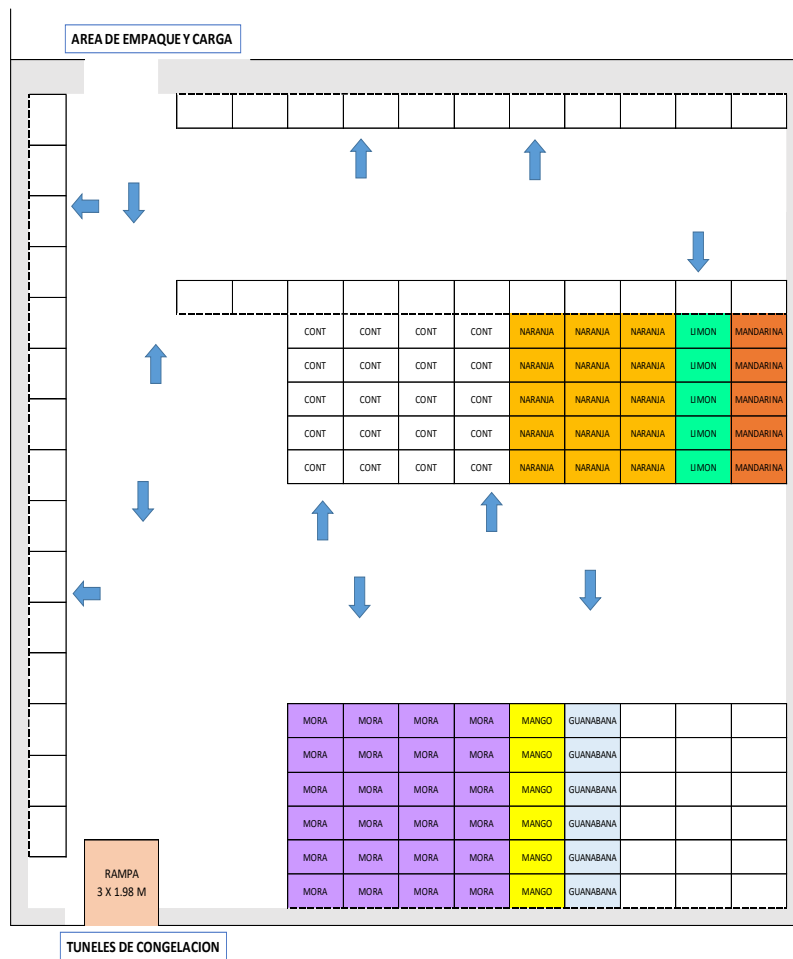 AREA DE EMPAQUE Y CARGA
CONT CONT CONT CONT NARANJA NARANJA NARANJA LIMON MANDARINA
CONT CONT CONT CONT NARANJA NARANJA NARANJA LIMON MANDARINA
CONT CONT CONT CONT NARANJA NARANJA NARANJA LIMON MANDARINA
CONT CONT CONT CONT NARANJA NARANJA NARANJA LIMON MANDARINA
CONT CONT CONT CONT NARANJA NARANJA NARANJA LIMON MANDARINA
MORA MORA MORA MORA MANGO GUANABANA
MORA MORA MORA MORA MANGO GUANABANA
MORA MORA MORA MORA MANGO GUANABANA
MORA MORA MORA MORA MANGO GUANABANA
MORA MORA MORA MORA MANGO GUANABANA
MORA MORA MORA MORA MANGO GUANABANA
RAMPA
3 X 1.98 M
TUNELES DE CONGELACION